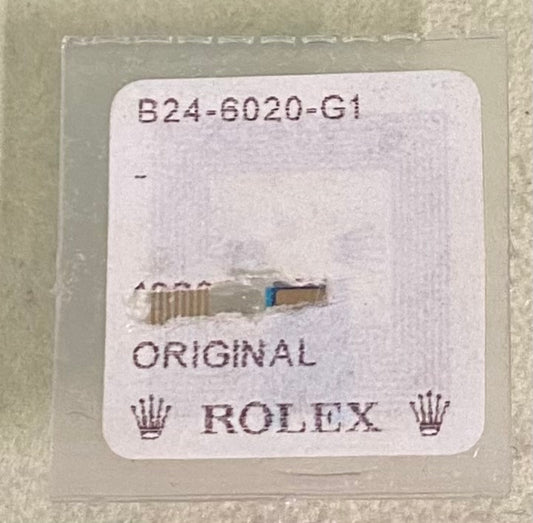 B24-6020-G1
-
ORIGINAL
ROLEX